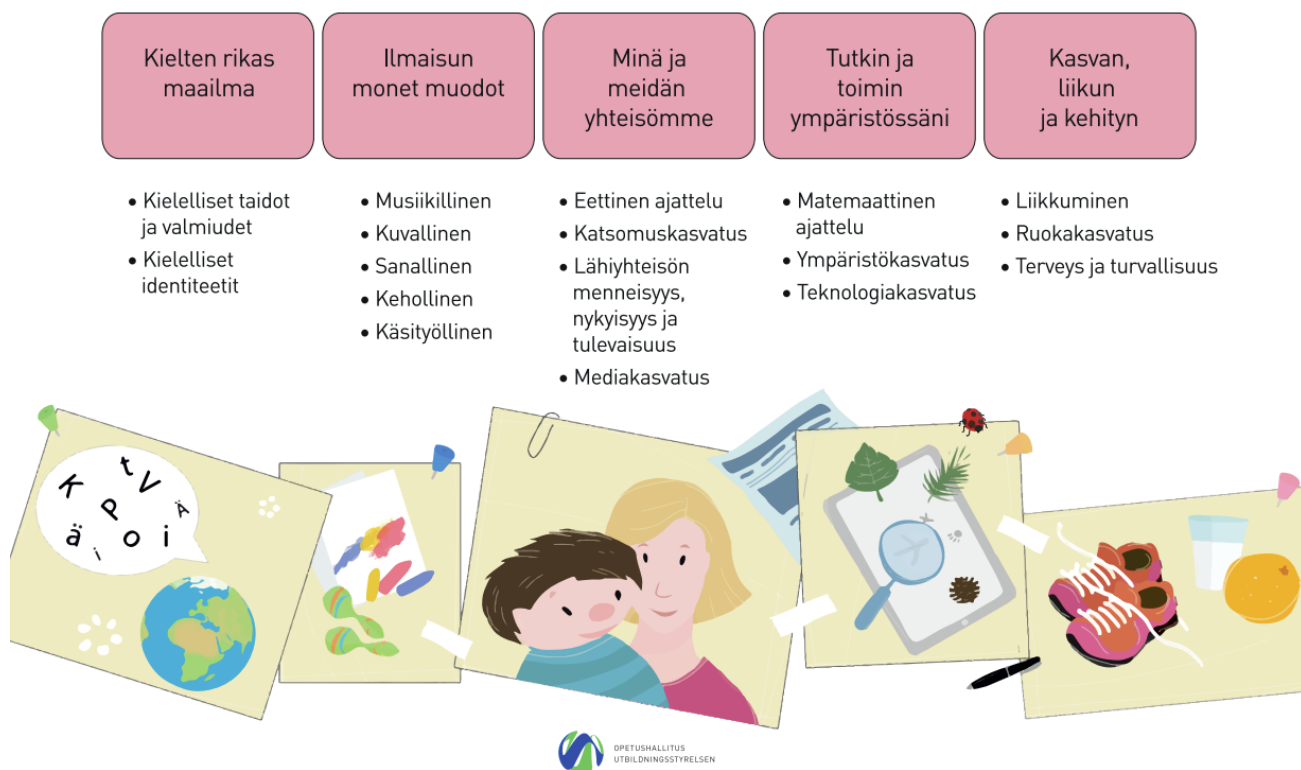 Kielten rikas
maailma
Ilmaisun
monet muodot
Minä ja
meidän
yhteisömme
Tutkin ja
toimin
ympäristössäni
Kasvan,
liikun
ja kehityn
• Kielelliset taidot
ja valmiudet
• Kielelliset
identiteetit
• Musiikillinen
• Kuvallinen
• Sanallinen
• Kehollinen
• Käsityöllinen
• Eettinen ajattelu
• Katsomuskasvatus
• Lähiyhteisön
menneisyys,
nykyisyys ja
tulevaisuus
• Mediakasvatus
• Matemaattinen
ajattelu
• Ympäristökasvatus
• Teknologiakasvatus
• Liikkuminen
• Ruokakasvatus
• Terveys ja turvallisuus
K t V
P Ä
ä i o i
OPETUSHALLITUS
UTBILDNINGSSTYRELSEN